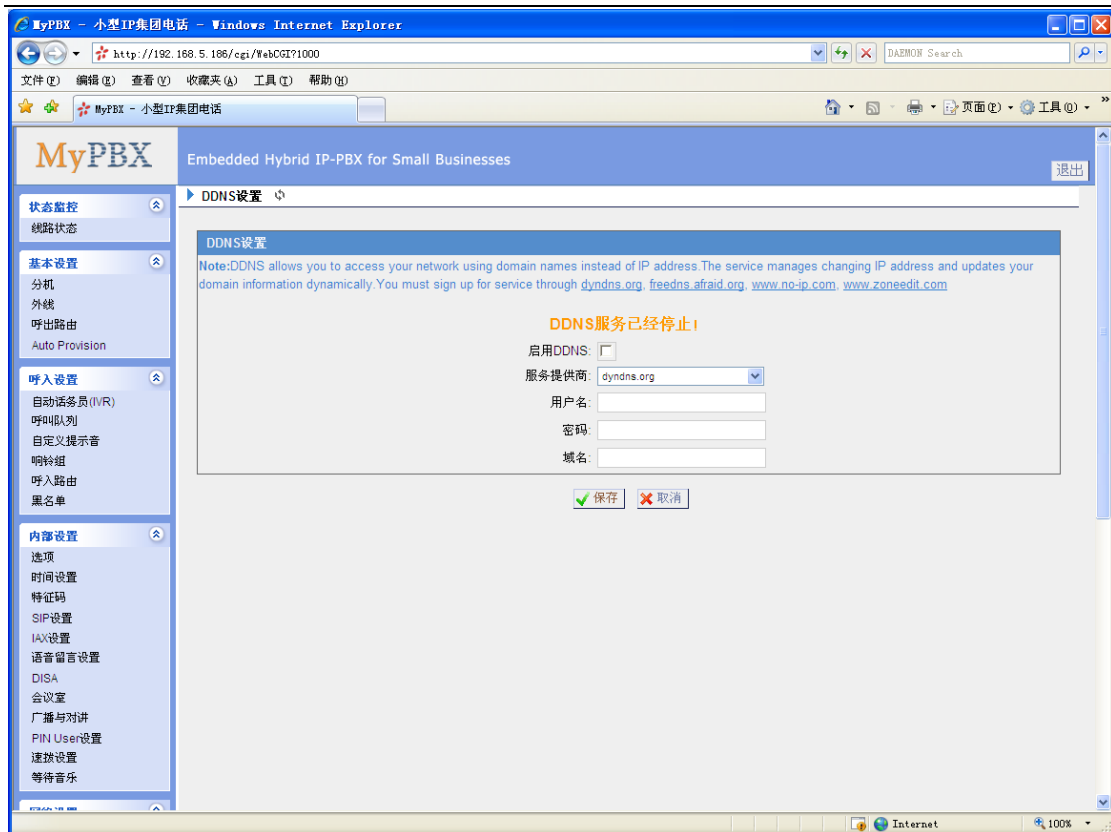 MyPBX - 小型IP集团电话 - Windows Internet Explorer
http://192.168.5.186/cgi/WebCGI?1000
DAEMON Search
文件(F) 编辑(E) 查看(V) 收藏夹(A) 工具(T) 帮助(H)
MyPBX - 小型IP集团电话
页面(P) 工具(O) »
MyPBX
Embedded Hybrid IP-PBX for Small Businesses
退出
状态监控
线路状态
基本设置
分机
外线
呼出路由
Auto Provision
呼入设置
自动话务员(IVR)
呼叫队列
自定义提示音
响铃组
呼入路由
黑名单
内部设置
选项
时间设置
特征码
SIP设置
IAX设置
语音留言设置
DISA
会议室
广播与对讲
PIN User设置
速拨设置
等待音乐
DDNS设置
DDNS设置
Note:DDNS allows you to access your network using domain names instead of IP address.The service manages changing IP address and updates your
domain information dynamically.You must sign up for service through dyndns.org, freedns.afraid.org, www.no-ip.com, www.zoneedit.com
DDNS服务已经停止!
启用DDNS:
服务提供商: dyndns.org
用户名:
密码:
域名:
保存 取消
Internet 100%